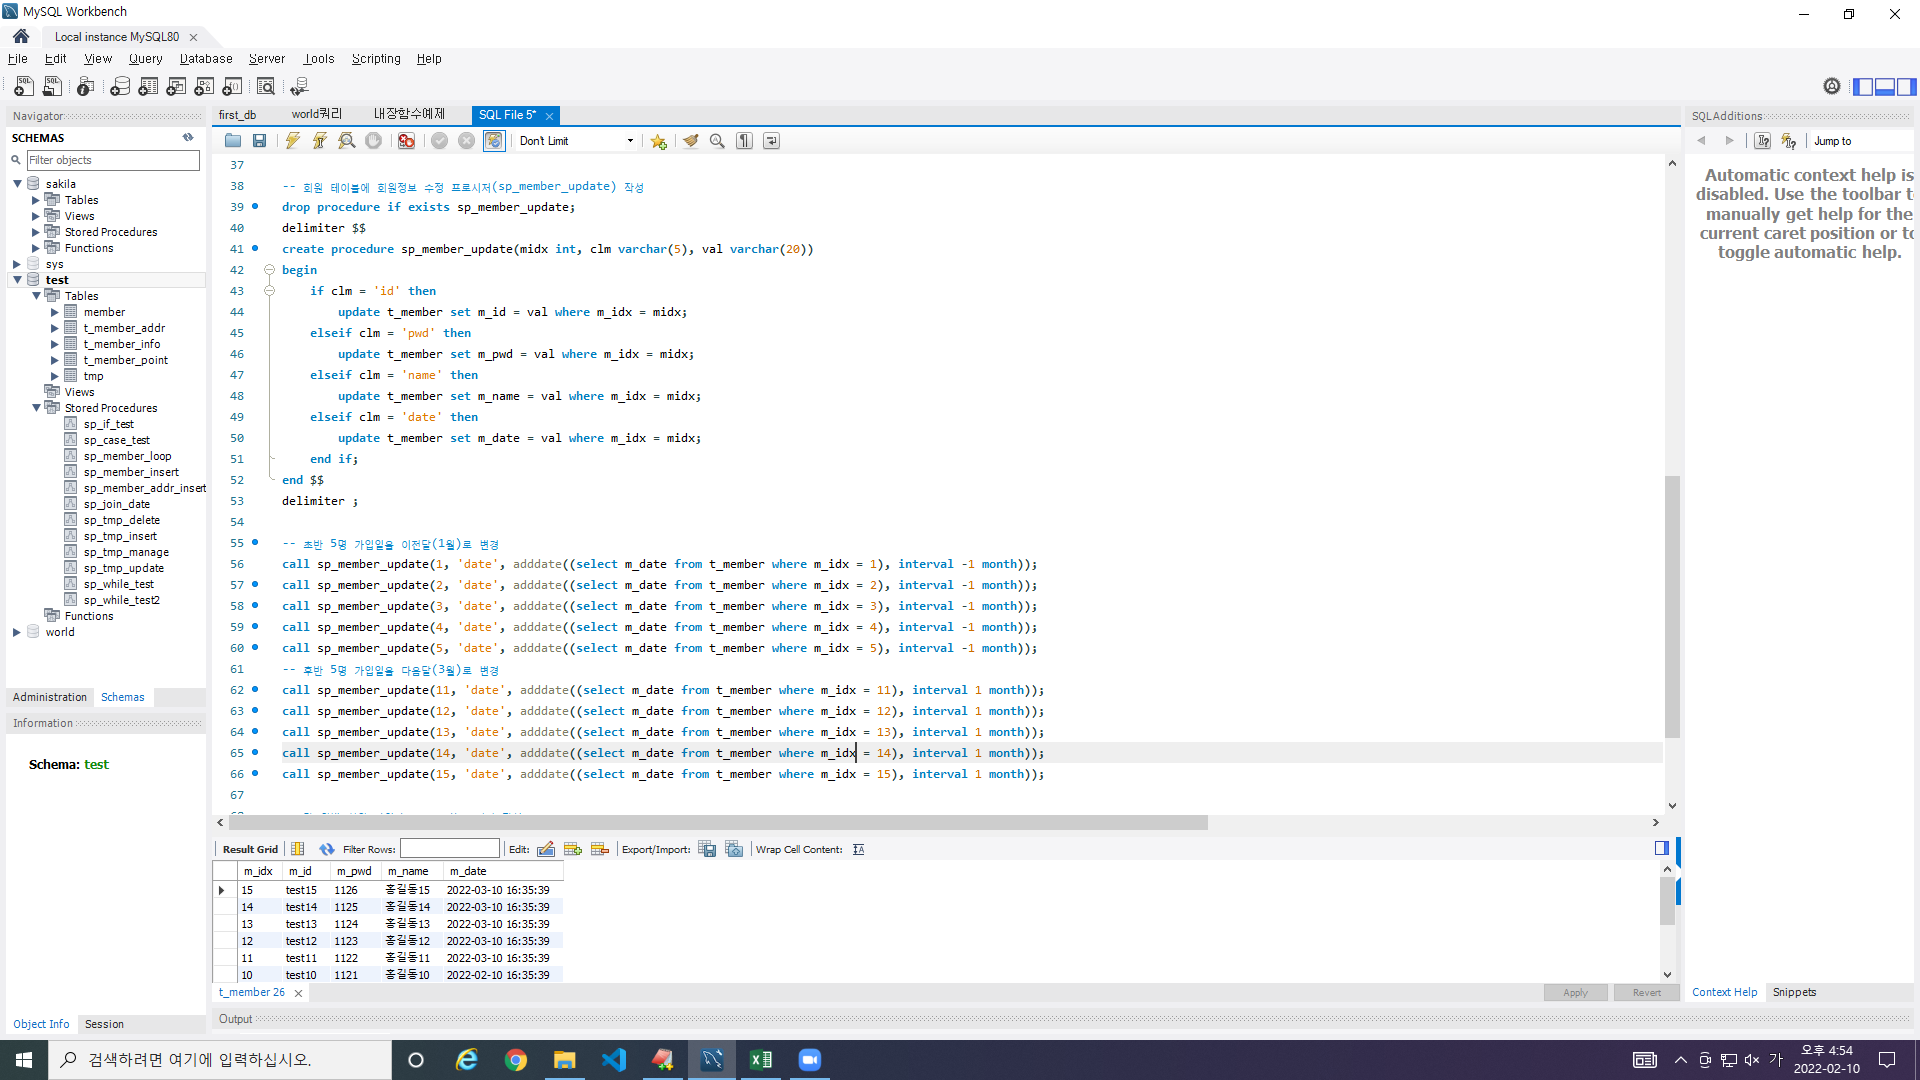 MySQL Workbench
Local instance MySQL80
File Edit View Query Database Server Tools Scripting Help
Navigator
SCHEMAS
Filter objects
sakila
Tables
Views
Stored Procedures
Functions
sys
test
Tables
member
t_member_addr
t_member_info
t_member_point
tmp
Views
Stored Procedures
sp_if_test
sp_case_test
sp_member_loop
sp_member_insert
sp_member_addr_insert
sp_join_date
sp_tmp_delete
sp_tmp_insert
sp_tmp_manage
sp_tmp_update
sp_while_test
sp_while_test2
Functions
world
Administration Schemas
Information
Schema: test
Object Info Session
first_db world쿼리 내장함수예제 SQL File 5*
Don't Limit
37
38 -- 회원 테이블에 회원정보 수정 프로시저(sp_member_update) 작성
39 drop procedure if exists sp_member_update;
40 delimiter $$
41 create procedure sp_member_update(midx int, clm varchar(5), val varchar(20))
42 begin
43 if clm = 'id' then
44 update t_member set m_id = val where m_idx = midx;
45 elseif clm = 'pwd' then
46 update t_member set m_pwd = val where m_idx = midx;
47 elseif clm = 'name' then
48 update t_member set m_name = val where m_idx = midx;
49 elseif clm = 'date' then
50 update t_member set m_date = val where m_idx = midx;
51 end if;
52 end $$
53 delimiter ;
54
55 -- 초반 5명 가입일을 이전달(1월)로 변경
56 call sp_member_update(1, 'date', adddate((select m_date from t_member where m_idx = 1), interval -1 month));
57 call sp_member_update(2, 'date', adddate((select m_date from t_member where m_idx = 2), interval -1 month));
58 call sp_member_update(3, 'date', adddate((select m_date from t_member where m_idx = 3), interval -1 month));
59 call sp_member_update(4, 'date', adddate((select m_date from t_member where m_idx = 4), interval -1 month));
60 call sp_member_update(5, 'date', adddate((select m_date from t_member where m_idx = 5), interval -1 month));
61 -- 후반 5명 가입일을 다음달(3월)로 변경
62 call sp_member_update(11, 'date', adddate((select m_date from t_member where m_idx = 11), interval 1 month));
63 call sp_member_update(12, 'date', adddate((select m_date from t_member where m_idx = 12), interval 1 month));
64 call sp_member_update(13, 'date', adddate((select m_date from t_member where m_idx = 13), interval 1 month));
65 call sp_member_update(14, 'date', adddate((select m_date from t_member where m_idx = 14), interval 1 month));
66 call sp_member_update(15, 'date', adddate((select m_date from t_member where m_idx = 15), interval 1 month));
67
Result Grid Filter Rows: Edit: Export/Import: Wrap Cell Content:
m_idx m_id m_pwd m_name m_date
15 test15 1126 홍길동15 2022-03-10 16:35:39
14 test14 1125 홍길동14 2022-03-10 16:35:39
13 test13 1124 홍길동13 2022-03-10 16:35:39
12 test12 1123 홍길동12 2022-03-10 16:35:39
11 test11 1122 홍길동11 2022-03-10 16:35:39
10 test10 1121 홍길동10 2022-02-10 16:35:39
t_member 26
Apply Revert
Output
SQLAdditions
Jump to
Automatic context help is
disabled. Use the toolbar t
manually get help for the
current caret position or to
toggle automatic help.
Context Help Snippets
검색하려면 여기에 입력하십시오.
가
오후 4:54
2022-02-10